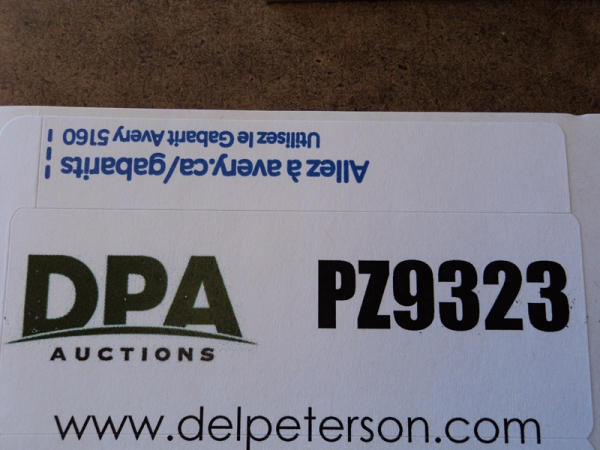 Allez à avery.ca/gabarits
Utilisez le Gabarit Avery 5160
DPA
AUCTIONS
PZ9323
www.delpeterson.com